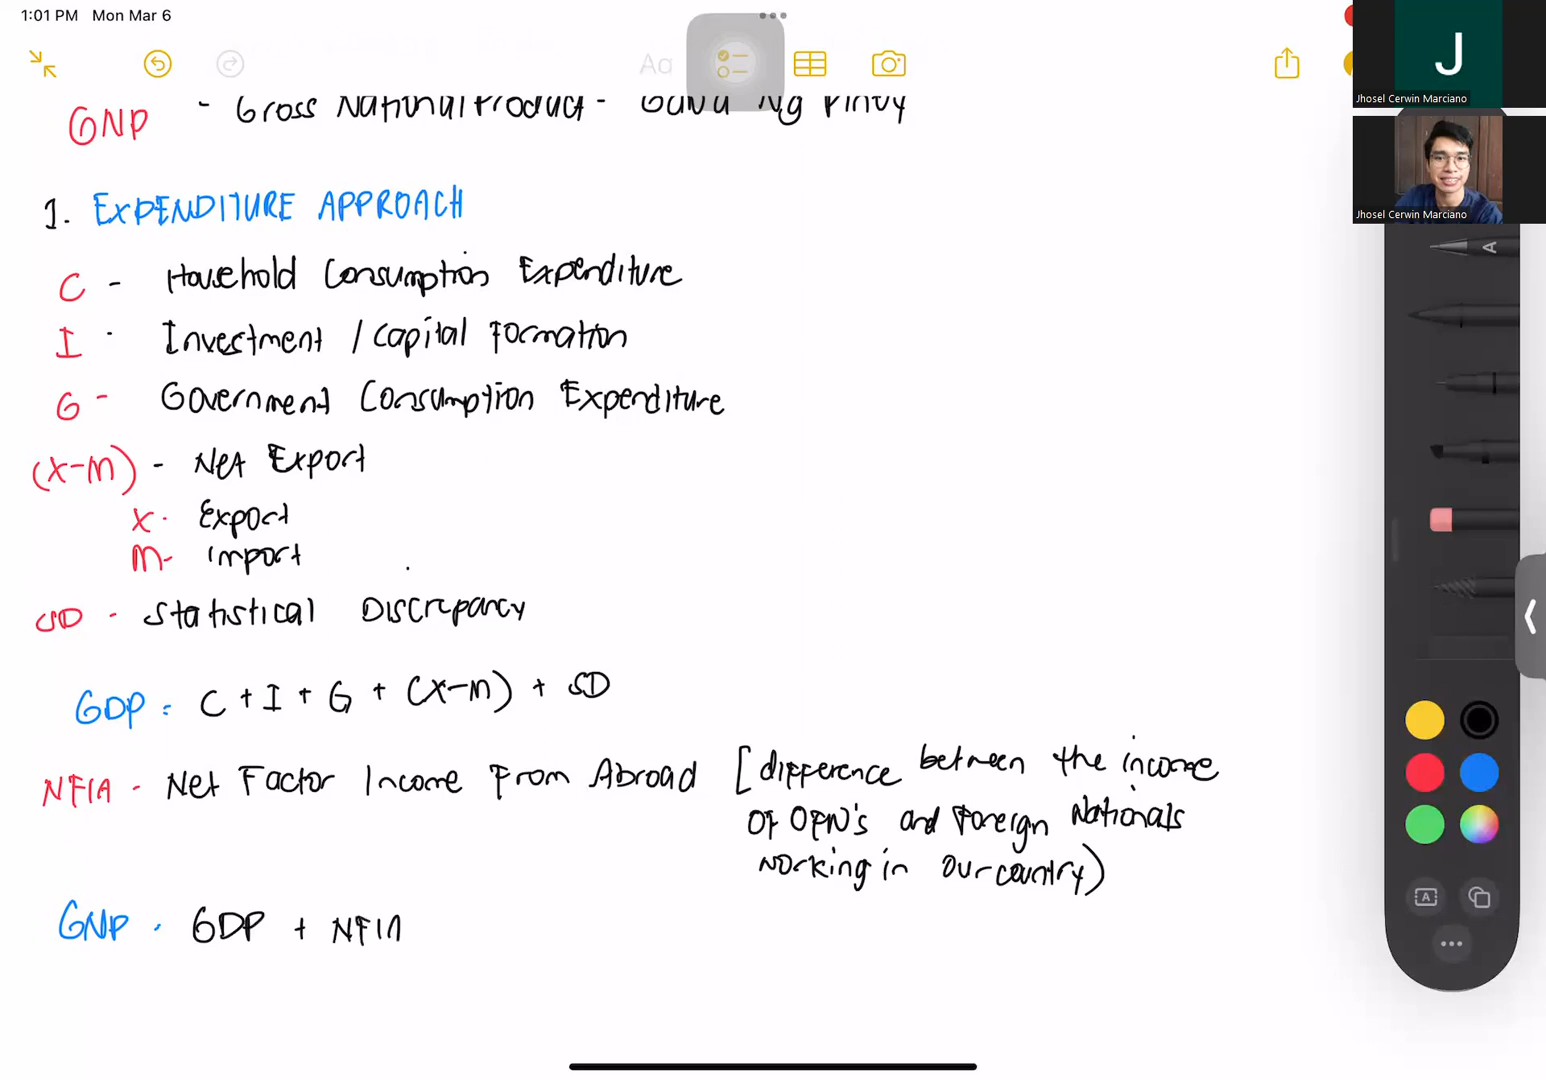 1:01 PM Mon Mar 6
Aa
J
Jhosel Cerwin Marciano
Jhosel Cerwin Marciano
GNP - Gross National Product - Gawa Ng Pinoy
1. EXPENDITURE APPROACH
C - Household Consumption Expenditure
I - Investment / Capital Formation
G - Government Consumption Expenditure
(X-M) - Net Export
X - Export
M - Import
SD - Statistical Discrepancy
GDP = C + I + G + (X-M) + SD
NFIA - Net Factor Income From Abroad [difference between the income
of OFW's and Foreign Nationals
working in our country)
GNP = GDP + NFIA
A
A